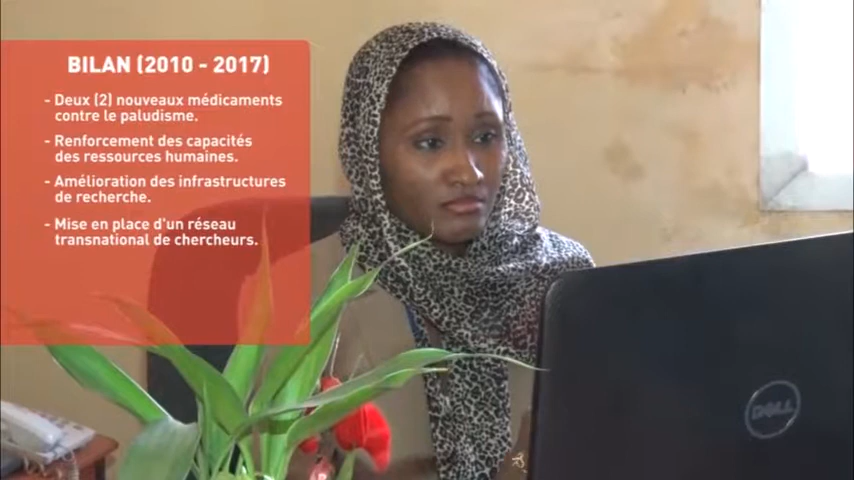 BILAN (2010 - 2017)
- Deux (2) nouveaux médicaments
contre le paludisme.
- Renforcement des capacités
des ressources humaines.
- Amélioration des infrastructures
de recherche.
- Mise en place d'un réseau
transnational de chercheurs.
DELL